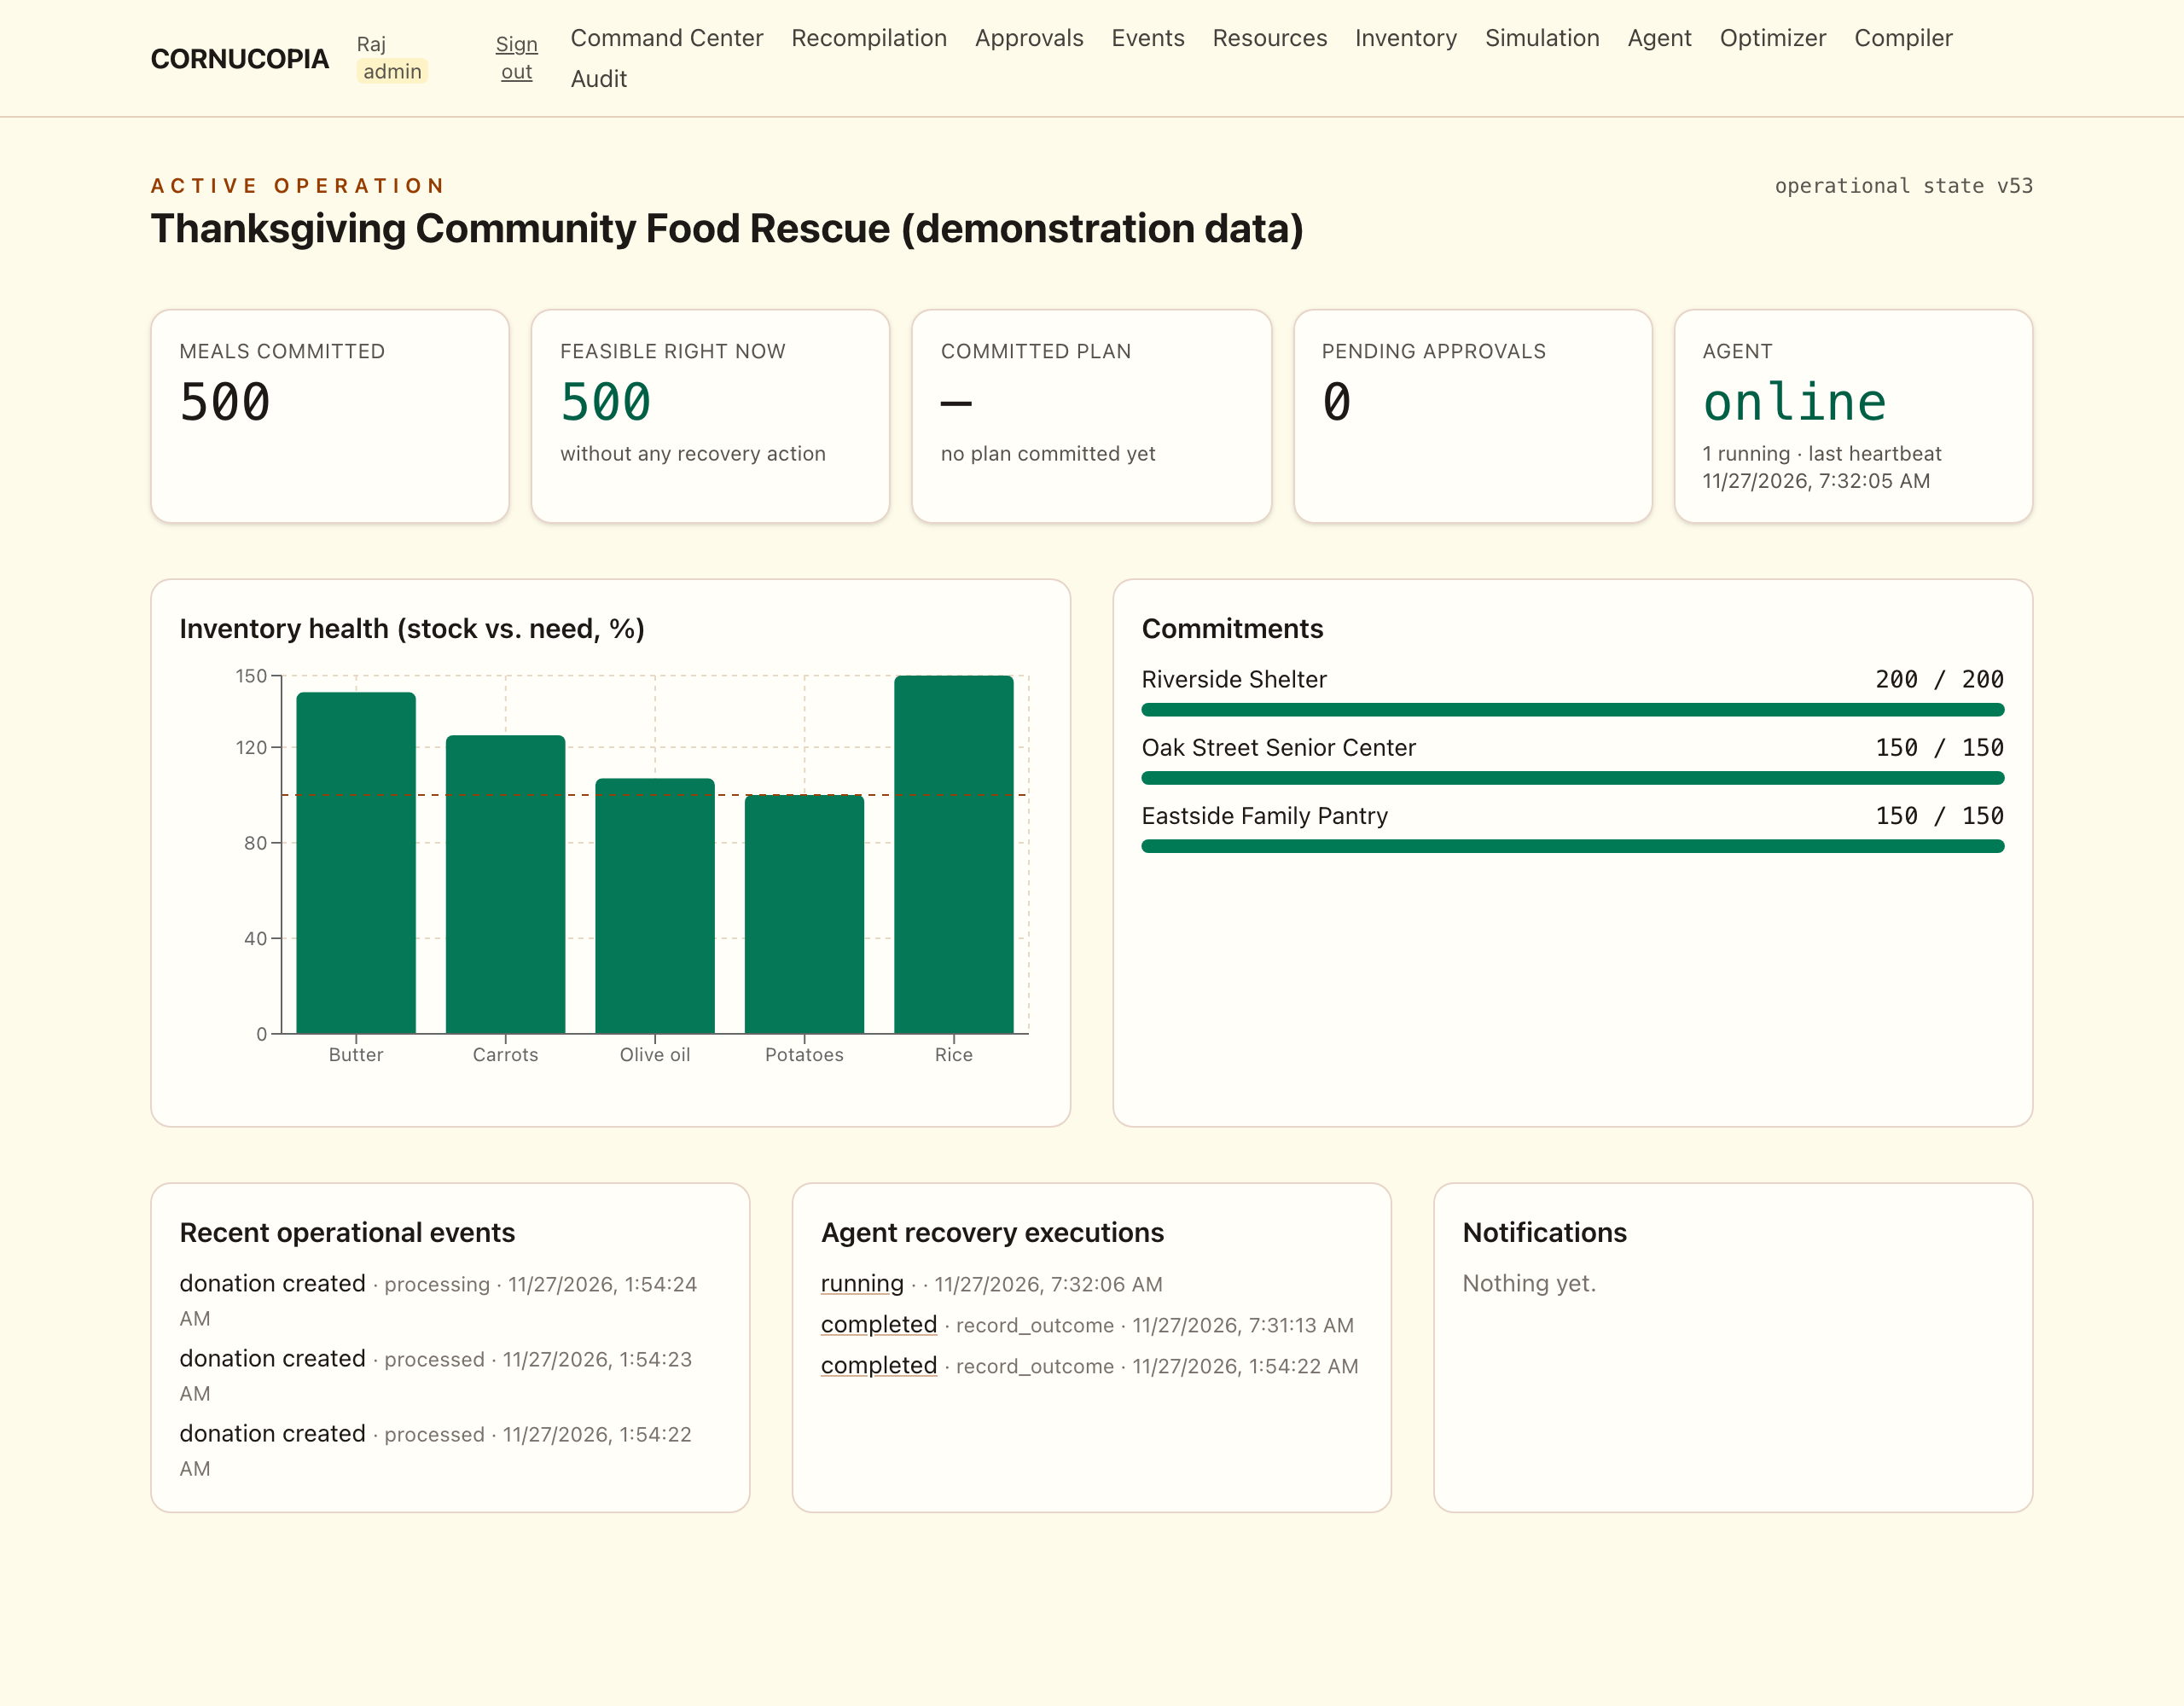 CORNUCOPIA
Raj
admin
Sign
out
Command Center Recompilation Approvals Events Resources Inventory Simulation Agent Optimizer Compiler
Audit
ACTIVE OPERATION
operational state v53
Thanksgiving Community Food Rescue (demonstration data)
MEALS COMMITTED
500
FEASIBLE RIGHT NOW
500
without any recovery action
COMMITTED PLAN
—
no plan committed yet
PENDING APPROVALS
0
AGENT
online
1 running · last heartbeat
11/27/2026, 7:32:05 AM
Inventory health (stock vs. need, %)
150
120
80
40
0
Butter Carrots Olive oil Potatoes Rice
Commitments
Riverside Shelter 200 / 200
Oak Street Senior Center 150 / 150
Eastside Family Pantry 150 / 150
Recent operational events
donation created · processing · 11/27/2026, 1:54:24
AM
donation created · processed · 11/27/2026, 1:54:23
AM
donation created · processed · 11/27/2026, 1:54:22
AM
Agent recovery executions
running · · 11/27/2026, 7:32:06 AM
completed · record_outcome · 11/27/2026, 7:31:13 AM
completed · record_outcome · 11/27/2026, 1:54:22 AM
Notifications
Nothing yet.